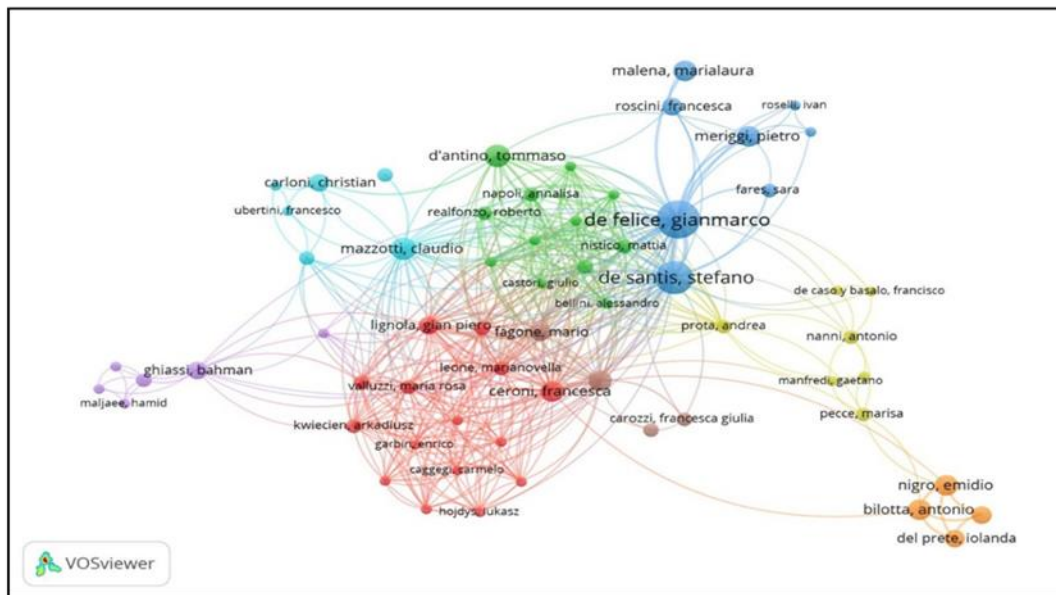 malena, marialaura
roscini, francesca
roselli, ivan
meriggi, pietro
d'antino, tommaso
carloni, christian
napoli, annalisa
fares, sara
ubertini, francesco
realfonzo, roberto
de felice, gianmarco
mazzotti, claudio
nistico, mattia
castori, giulio
de santis, stefano
de caso y basalo, francisco
bellini, alessandro
lignola, gian piero
fagone, mario
prota, andrea
nanni, antonio
ghiassi, bahman
leone, marianovella
valluzzi, maria rosa
ceroni, francesca
manfredi, gaetano
maljaee, hamid
kwiecien, arkadiusz
carozzi, francesca giulia
pecce, marisa
garbin, enrico
caggegi, carmelo
nigro, emidio
hojdys, lukasz
bilotta, antonio
del prete, iolanda
VOSviewer